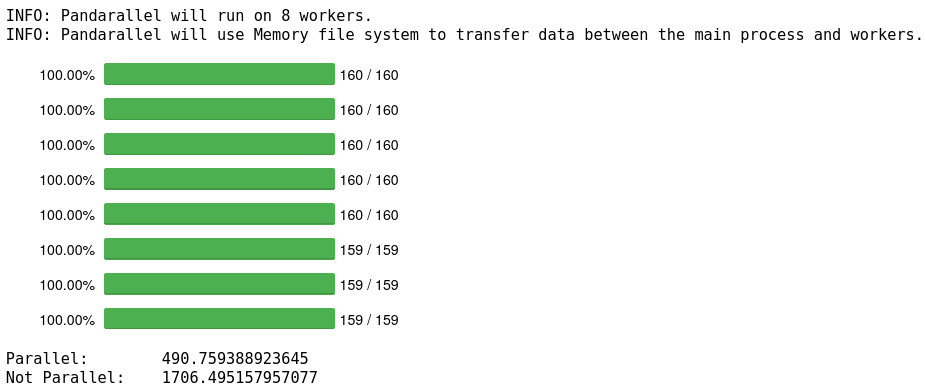 INFO: Pandarallel will run on 8 workers.
INFO: Pandarallel will use Memory file system to transfer data between the main process and workers.
100.00% 160 / 160
100.00% 160 / 160
100.00% 160 / 160
100.00% 160 / 160
100.00% 160 / 160
100.00% 159 / 159
100.00% 159 / 159
100.00% 159 / 159
Parallel: 490.759388923645
Not Parallel: 1706.495157957077